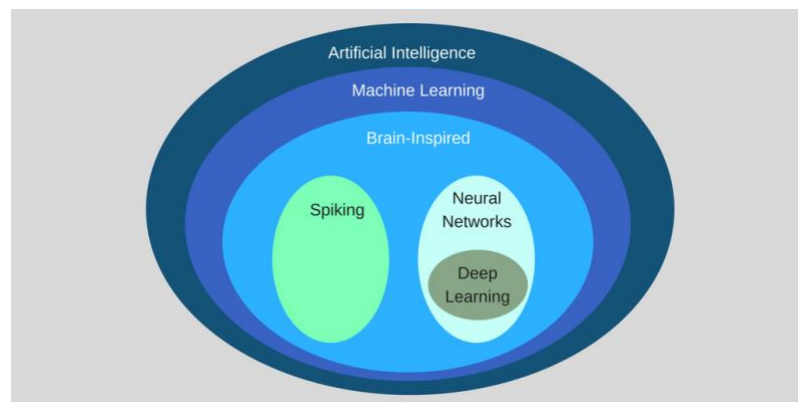 Artificial Intelligence
Machine Learning
Brain-Inspired
Spiking
Neural
Networks
Deep
Learning